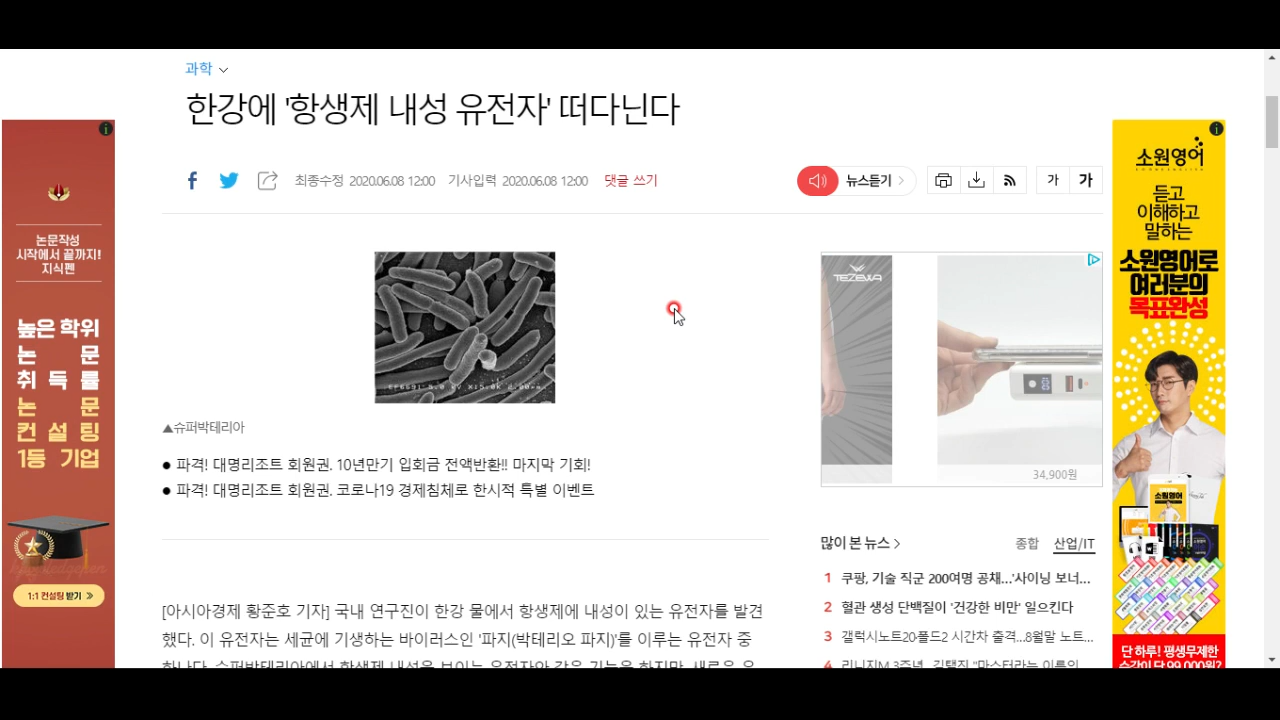 과학
한강에 '항생제 내성 유전자' 떠다닌다
최종수정 2020.06.08 12:00 기사입력 2020.06.08 12:00 댓글 쓰기
뉴스듣기
가 가
▲슈퍼박테리아
● 파격! 대명리조트 회원권. 10년만기 입회금 전액반환!! 마지막 기회!
● 파격! 대명리조트 회원권. 코로나19 경제침체로 한시적 특별 이벤트
[아시아경제 황준호 기자] 국내 연구진이 한강 물에서 항생제에 내성이 있는 유전자를 발견
했다. 이 유전자는 세균에 기생하는 바이러스인 '파지(박테리오 파지)'를 이루는 유전자 중
논문작성
시작에서 끝까지!
지식펜
높은 학위
논문
취득률
논문
컨설팅
1등 기업
1:1 컨설팅 받기
TEZEWA
34,900원
많이 본 뉴스
종합 산업/IT
1 쿠팡, 기술 직군 200여명 공채...'사이닝 보너...
2 혈관 생성 단백질이 '건강한 비만' 일으킨다
3 갤럭시노트20·폴드2 시간차 출격...8월말 노트...
소원영어
듣고
이해하고
말하는
소원영어로
여러분의
목표완성
소원영어
단 하루! 평생무제한
수강이 단 99,000원?